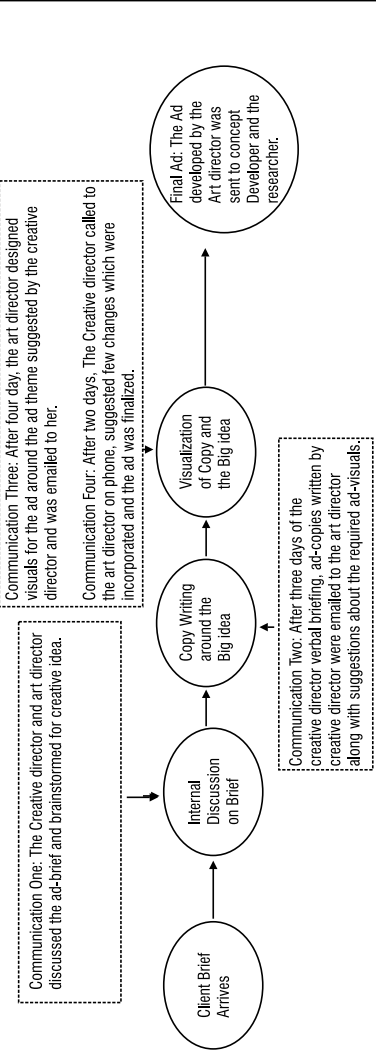 Communication One: The Creative director and art director
discussed the ad-brief and brainstormed for creative idea.
Communication Three: After four day, the art director designed
visuals for the ad around the ad theme suggested by the creative
director and was emailed to her.
Communication Four: After two days, The Creative director called to
the art director on phone, suggested few changes which were
incorporated and the ad was finalized.
Client Brief
Arrives
Internal
Discussion
on Brief
Copy Writing
around the
Big idea
Visualization
of Copy and
the Big idea
Final Ad: The Ad
developed by the
Art director was
sent to concept
Developer and the
researcher.
Communication Two: After three days of the
creative director verbal briefing, ad-copies written by
creative director were emailed to the art director
along with suggestions about the required ad-visuals.